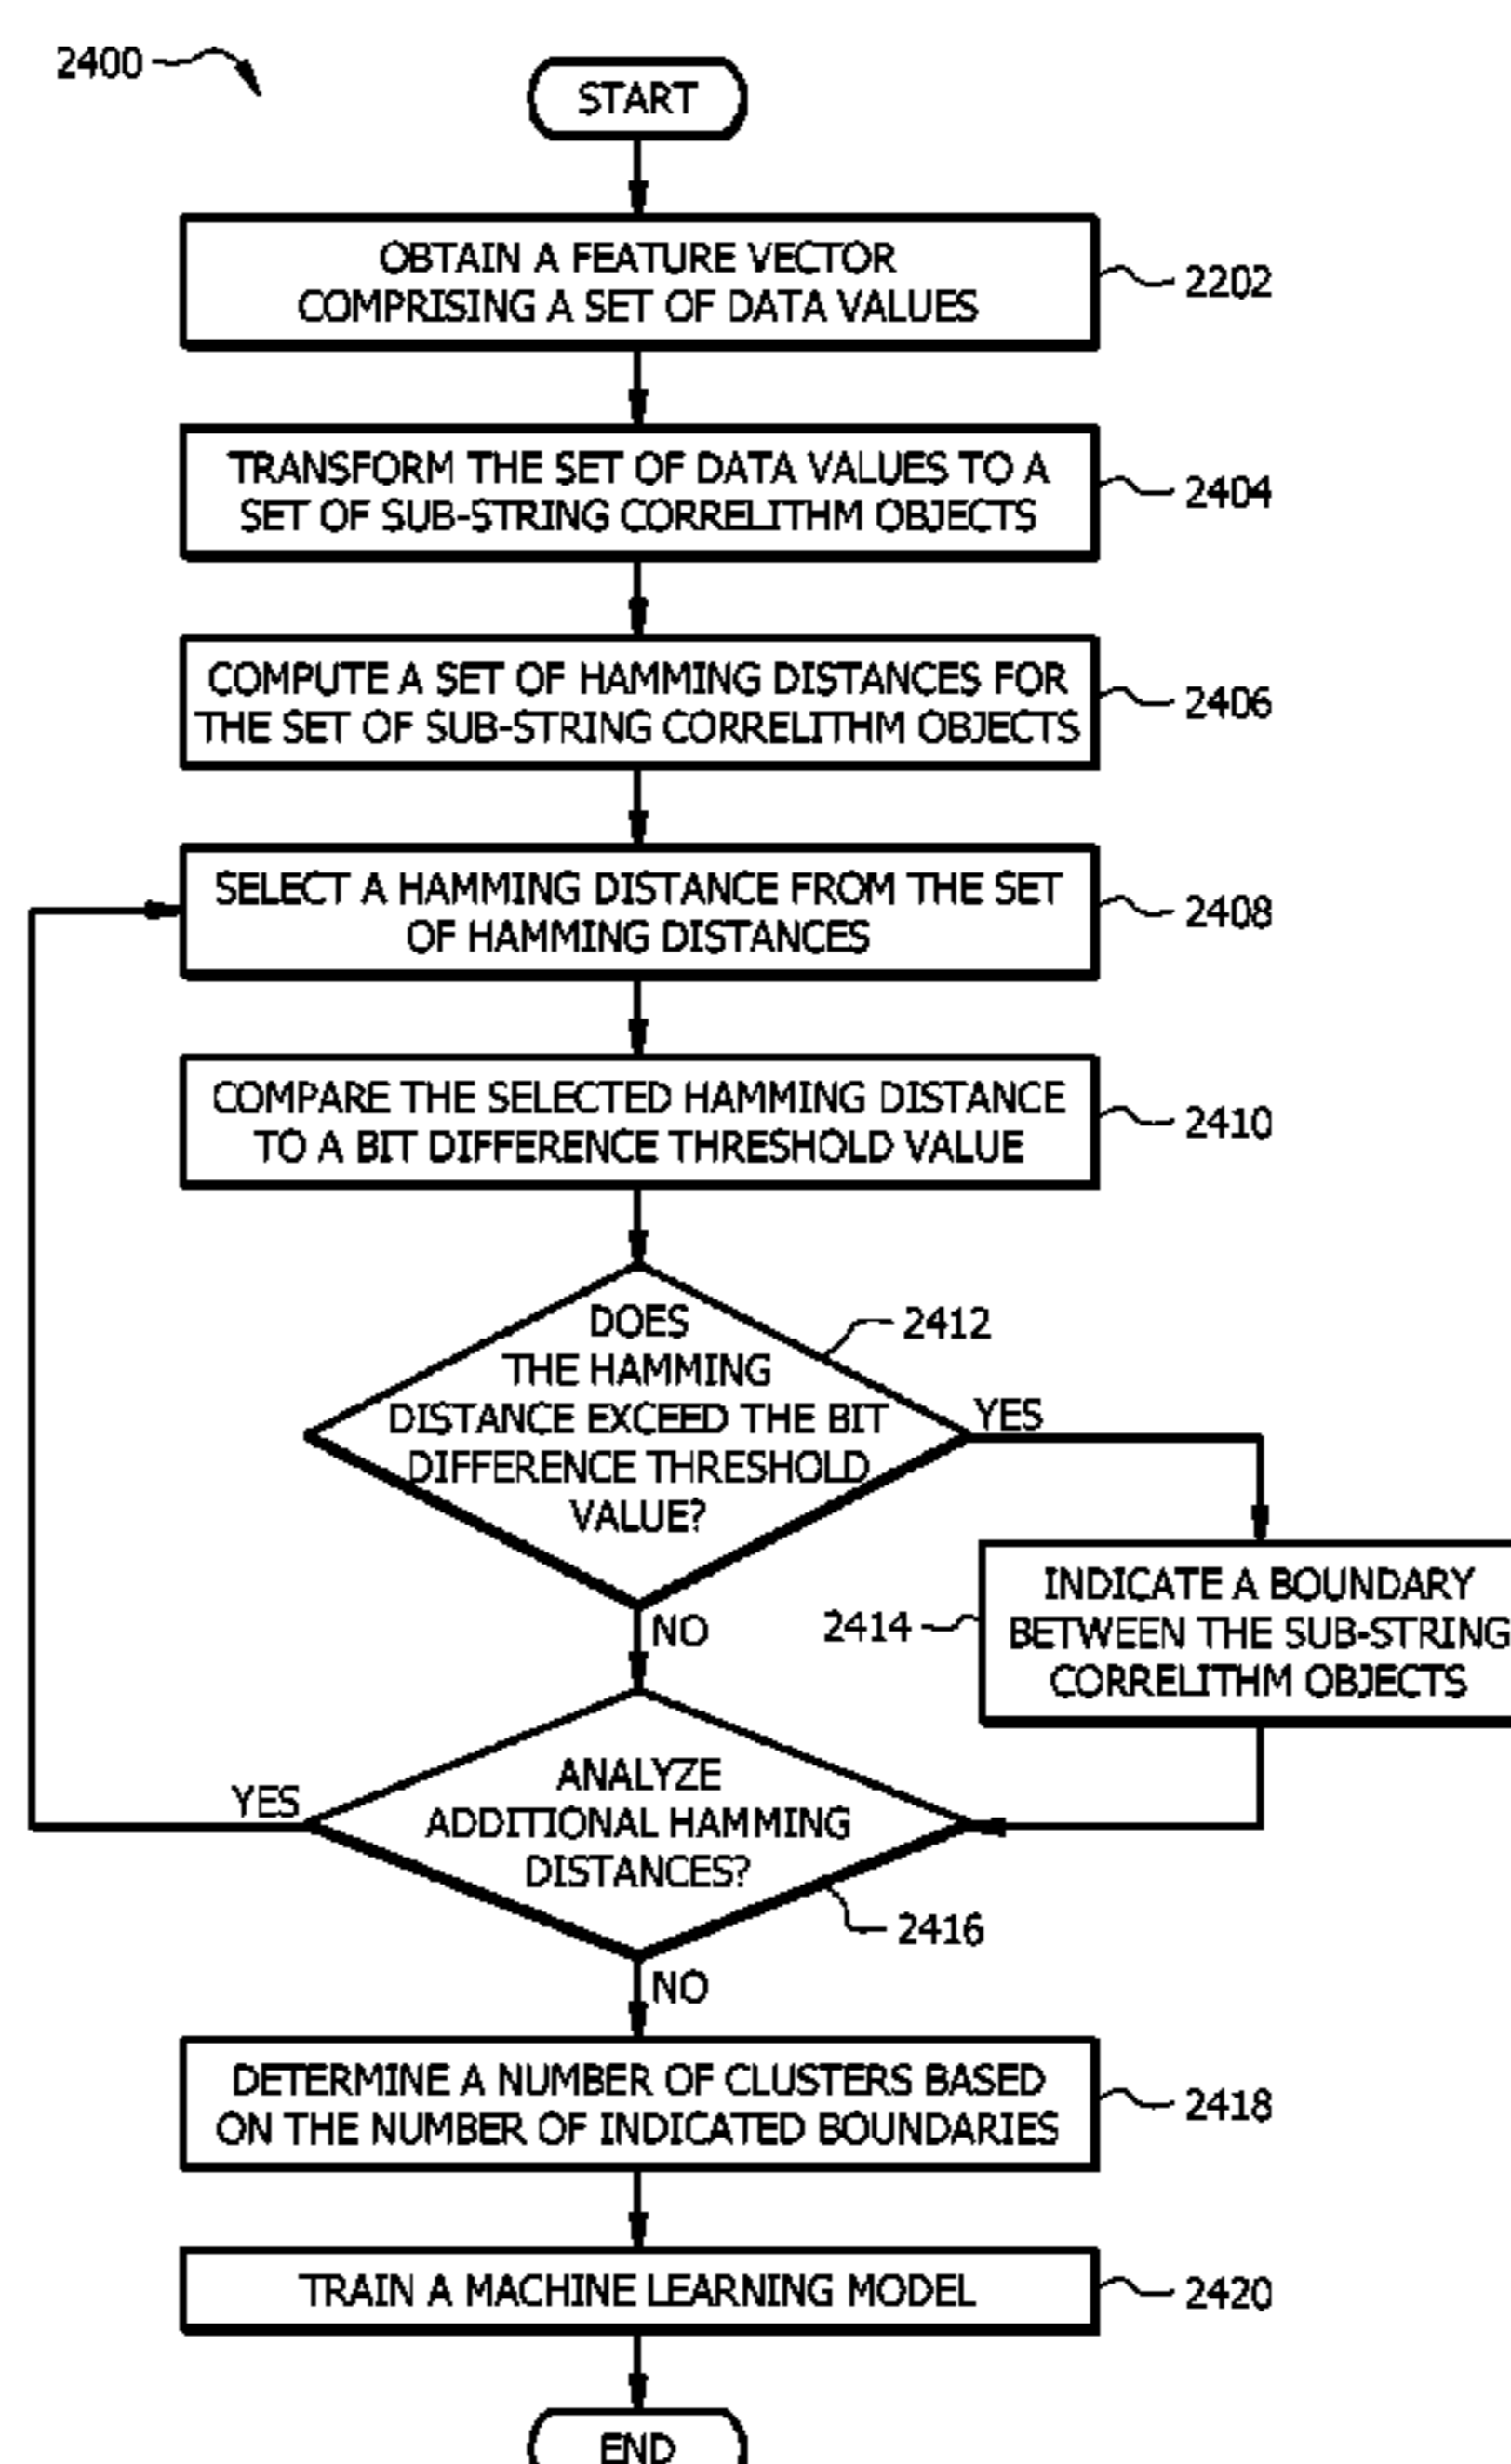 2400
START
OBTAIN A FEATURE VECTOR
COMPRISING A SET OF DATA VALUES
2202
TRANSFORM THE SET OF DATA VALUES TO A
SET OF SUB-STRING CORRELITHM OBJECTS
2404
COMPUTE A SET OF HAMMING DISTANCES FOR
THE SET OF SUB-STRING CORRELITHM OBJECTS
2406
SELECT A HAMMING DISTANCE FROM THE SET
OF HAMMING DISTANCES
2408
COMPARE THE SELECTED HAMMING DISTANCE
TO A BIT DIFFERENCE THRESHOLD VALUE
2410
DOES
THE HAMMING
DISTANCE EXCEED THE BIT
DIFFERENCE THRESHOLD
VALUE?
2412
YES
NO
INDICATE A BOUNDARY
BETWEEN THE SUB-STRING
CORRELITHM OBJECTS
2414
ANALYZE
ADDITIONAL HAMMING
DISTANCES?
YES
2416
NO
DETERMINE A NUMBER OF CLUSTERS BASED
ON THE NUMBER OF INDICATED BOUNDARIES
2418
TRAIN A MACHINE LEARNING MODEL
2420
END